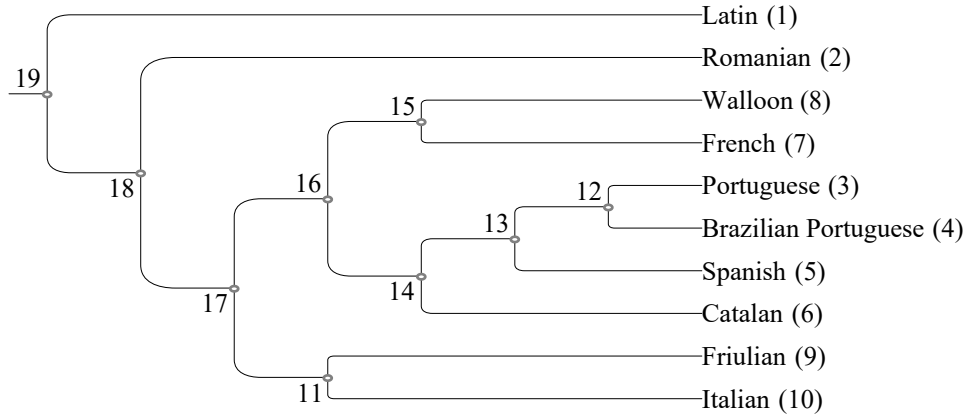 Latin (1)
Romanian (2)
19
Walloon (8)
15
French (7)
18
16
Portuguese (3)
12
Brazilian Portuguese (4)
13
Spanish (5)
14
17
Catalan (6)
Friulian (9)
11
Italian (10)